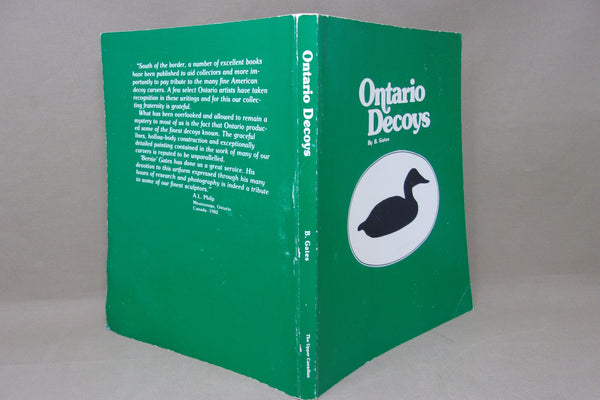 "South of the border, a number of excellent books
have been published to aid collectors and more im-
portantly to pay tribute to the many fine American
decoy carvers. A few select Ontario artists have taken
recognition in these writings and for this our collec-
ting fraternity is grateful.
What has been overlooked and allowed to remain a
mystery to most of us is the fact that Ontario produc-
ed some of the finest decoys known. The graceful
lines, hollow-body construction and exceptionally
detailed painting contained in the work of many of our
carvers is reputed to be unparallelled.
'Bernie' Gates has done us a great service. His
devotion to this artform expressed through his many
hours of research and photography is indeed a tribute
to some of our finest sculptors."
A.L. Philp
Mississauga, Ontario
Canada 1982
Ontario Decoys
B. Gates
The Upper Canadian
Ontario
Decoys
By B. Gates